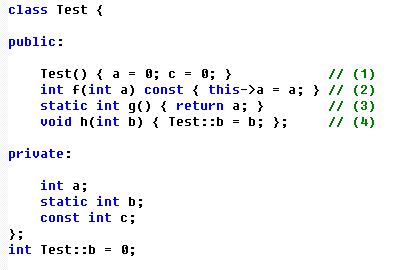 class Test {
public:
Test() { a = 0; c = 0; } // (1)
int f(int a) const { this->a = a; } // (2)
static int g() { return a; } // (3)
void h(int b) { Test::b = b; }; // (4)
private:
int a;
static int b;
const int c;
};
int Test::b = 0;